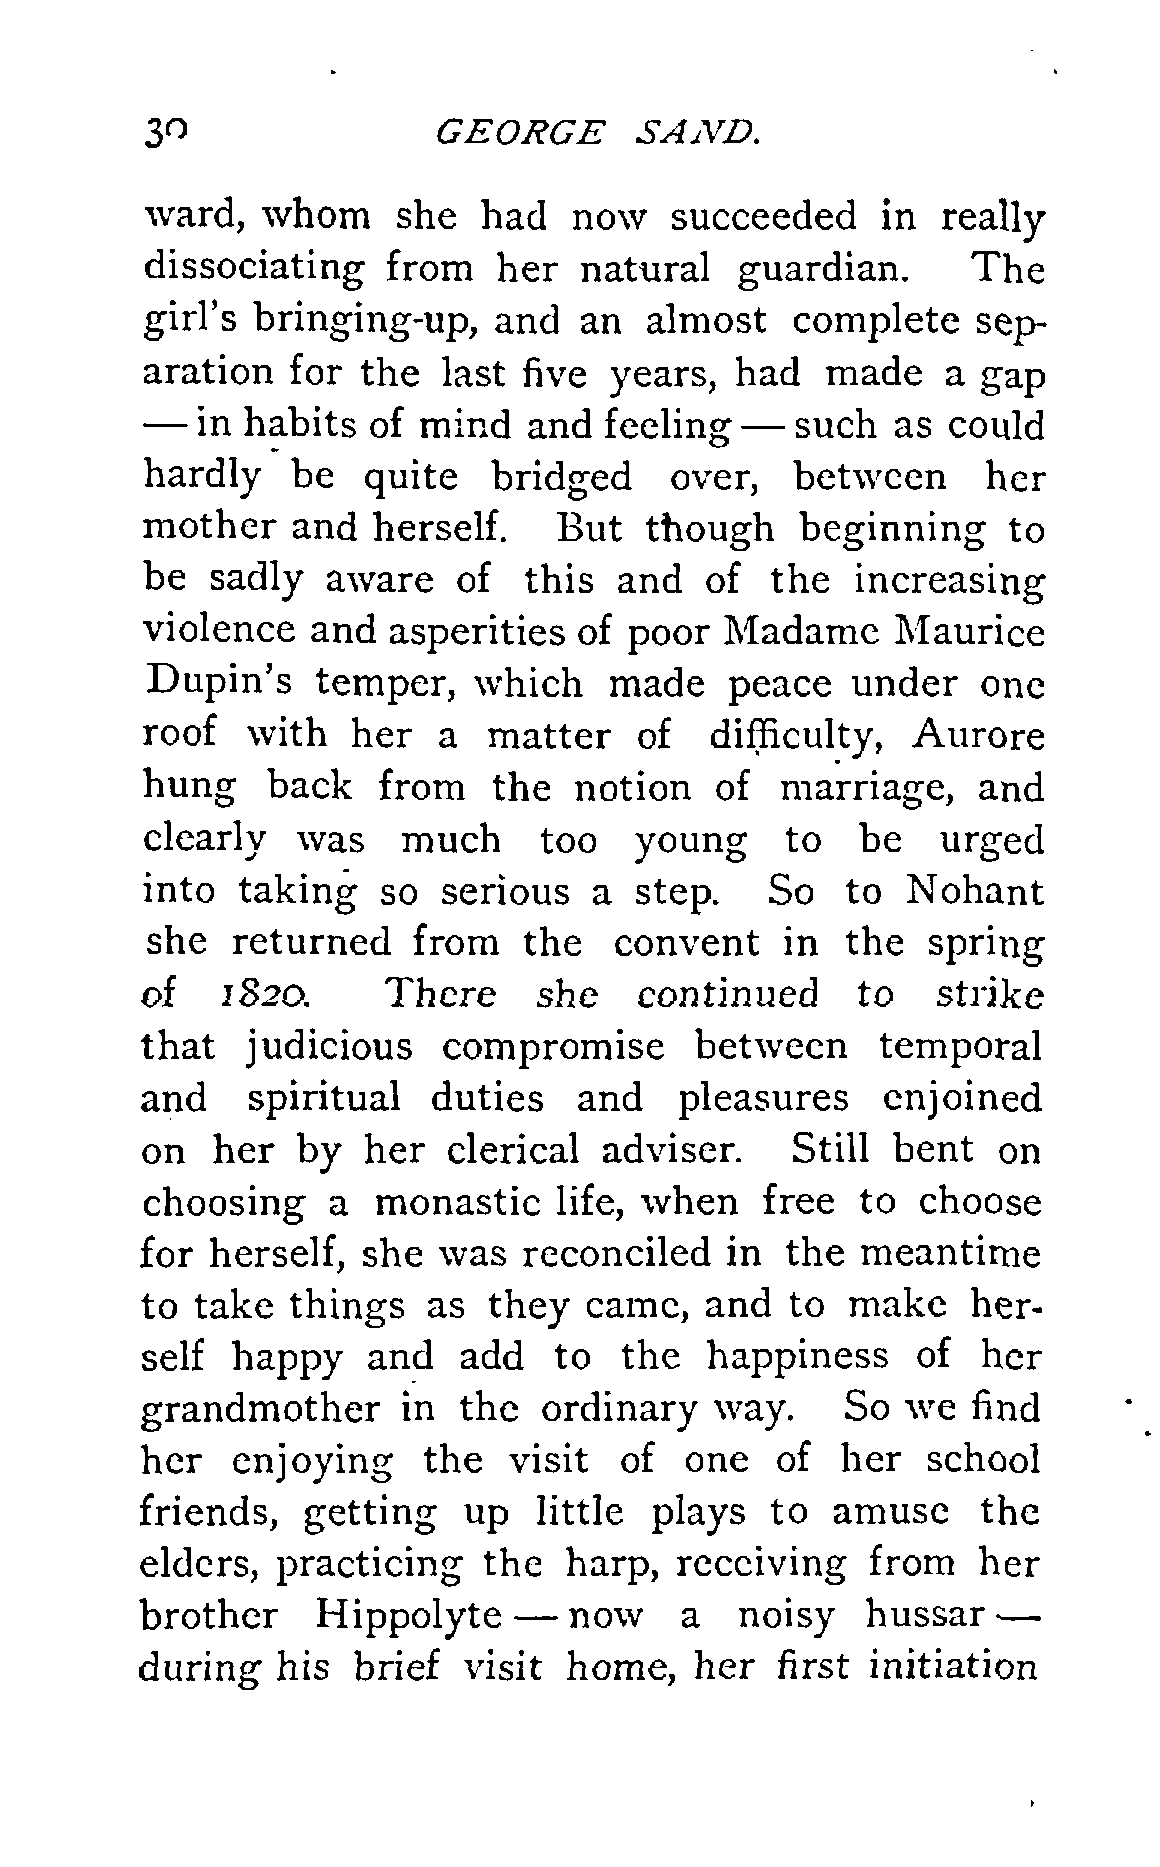 30 GEORGE SAND.
ward, whom she had now succeeded in really
dissociating from her natural guardian. The
girl's bringing-up, and an almost complete sep-
aration for the last five years, had made a gap
— in habits of mind and feeling — such as could
hardly be quite bridged over, between her
mother and herself. But though beginning to
be sadly aware of this and of the increasing
violence and asperities of poor Madame Maurice
Dupin's temper, which made peace under one
roof with her a matter of difficulty, Aurore
hung back from the notion of marriage, and
clearly was much too young to be urged
into taking so serious a step. So to Nohant
she returned from the convent in the spring
of 1820. There she continued to strike
that judicious compromise between temporal
and spiritual duties and pleasures enjoined
on her by her clerical adviser. Still bent on
choosing a monastic life, when free to choose
for herself, she was reconciled in the meantime
to take things as they came, and to make her-
self happy and add to the happiness of her
grandmother in the ordinary way. So we find
her enjoying the visit of one of her school
friends, getting up little plays to amuse the
elders, practicing the harp, receiving from her
brother Hippolyte — now a noisy hussar —
during his brief visit home, her first initiation